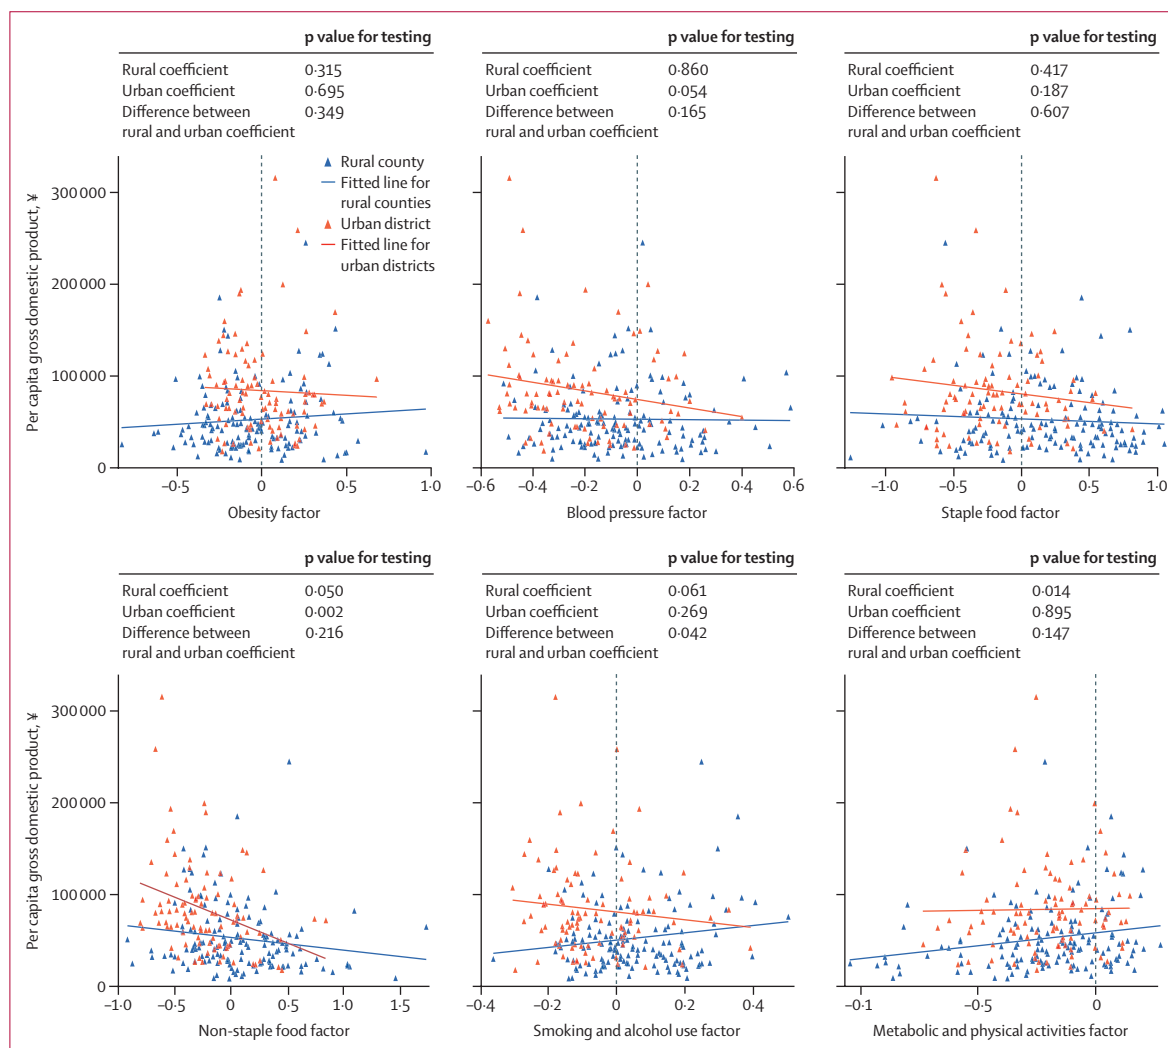 p value for testing
Rural coefficient 0·315
Urban coefficient 0·695
Difference between 0·349
rural and urban coefficient
p value for testing
Rural coefficient 0·860
Urban coefficient 0·054
Difference between 0·165
rural and urban coefficient
p value for testing
Rural coefficient 0·417
Urban coefficient 0·187
Difference between 0·607
rural and urban coefficient
Per capita gross domestic product, ¥
300 000
200 000
100 000
0
Rural county
Fitted line for
rural counties
Urban district
Fitted line for
urban districts
–0·5 0 0·5 1·0
Obesity factor
–0·6 –0·4 –0·2 0 0·2 0·4 0·6
Blood pressure factor
–1·0 –0·5 0 0·5 1·0
Staple food factor
p value for testing
Rural coefficient 0·050
Urban coefficient 0·002
Difference between 0·216
rural and urban coefficient
p value for testing
Rural coefficient 0·061
Urban coefficient 0·269
Difference between 0·042
rural and urban coefficient
p value for testing
Rural coefficient 0·014
Urban coefficient 0·895
Difference between 0·147
rural and urban coefficient
Per capita gross domestic product, ¥
300 000
200 000
100 000
0
–1·0 –0·5 0 0·5 1·0 1·5
Non-staple food factor
–0·4 –0·2 0 0·2 0·4
Smoking and alcohol use factor
–0·1 –0·5 0
Metabolic and physical activities factor